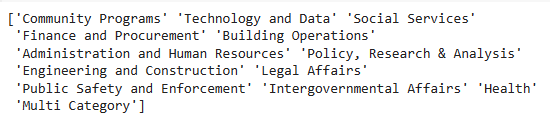 ['Community Programs' 'Technology and Data' 'Social Services'
'Finance and Procurement' 'Building Operations'
'Administration and Human Resources' 'Policy, Research & Analysis'
'Engineering and Construction' 'Legal Affairs'
'Public Safety and Enforcement' 'Intergovernmental Affairs' 'Health'
'Multi Category']